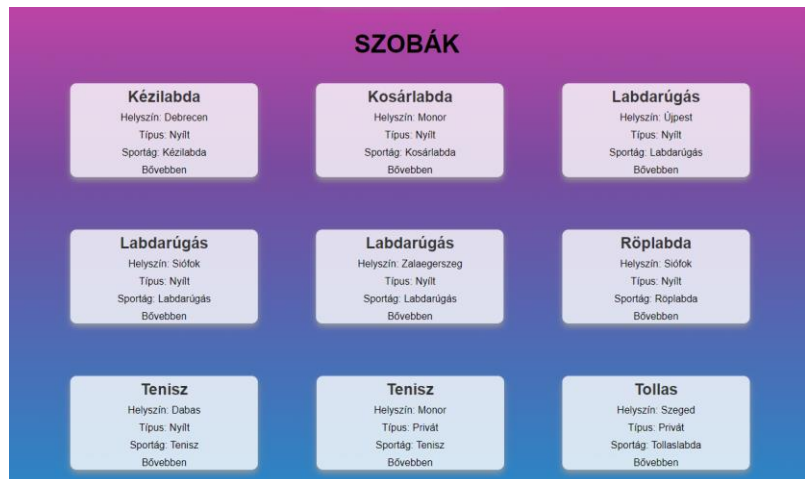 SZOBÁK
Kézilabda
Helyszín: Debrecen
Típus: Nyílt
Sportág: Kézilabda
Bővebben
Kosárlabda
Helyszín: Monor
Típus: Nyílt
Sportág: Kosárlabda
Bővebben
Labdarúgás
Helyszín: Újpest
Típus: Nyílt
Sportág: Labdarúgás
Bővebben
Labdarúgás
Helyszín: Siófok
Típus: Nyílt
Sportág: Labdarúgás
Bővebben
Labdarúgás
Helyszín: Zalaegerszeg
Típus: Nyílt
Sportág: Labdarúgás
Bővebben
Röplabda
Helyszín: Siófok
Típus: Nyílt
Sportág: Röplabda
Bővebben
Tenisz
Helyszín: Dabas
Típus: Nyílt
Sportág: Tenisz
Bővebben
Tenisz
Helyszín: Monor
Típus: Privát
Sportág: Tenisz
Bővebben
Tollas
Helyszín: Szeged
Típus: Privát
Sportág: Tollaslabda
Bővebben